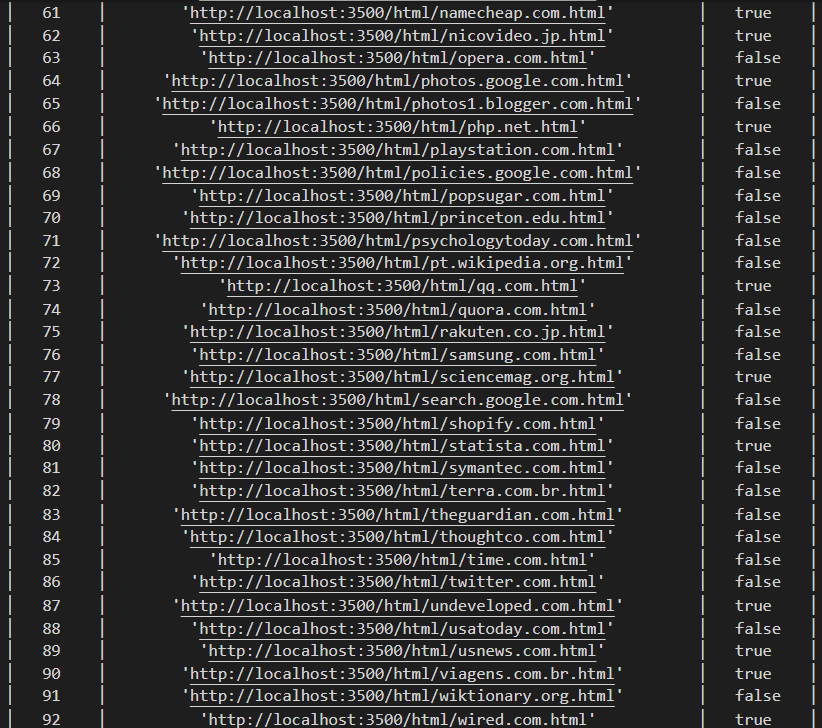 | 61 | 'http://localhost:3500/html/namecheap.com.html' | true |
| 62 | 'http://localhost:3500/html/nicovideo.jp.html' | true |
| 63 | 'http://localhost:3500/html/opera.com.html' | false |
| 64 | 'http://localhost:3500/html/photos.google.com.html' | true |
| 65 | 'http://localhost:3500/html/photos1.blogger.com.html' | false |
| 66 | 'http://localhost:3500/html/php.net.html' | true |
| 67 | 'http://localhost:3500/html/playstation.com.html' | false |
| 68 | 'http://localhost:3500/html/policies.google.com.html' | false |
| 69 | 'http://localhost:3500/html/popsugar.com.html' | false |
| 70 | 'http://localhost:3500/html/princeton.edu.html' | false |
| 71 | 'http://localhost:3500/html/psychologytoday.com.html' | false |
| 72 | 'http://localhost:3500/html/pt.wikipedia.org.html' | false |
| 73 | 'http://localhost:3500/html/qq.com.html' | true |
| 74 | 'http://localhost:3500/html/quora.com.html' | false |
| 75 | 'http://localhost:3500/html/rakuten.co.jp.html' | false |
| 76 | 'http://localhost:3500/html/samsung.com.html' | false |
| 77 | 'http://localhost:3500/html/sciencemag.org.html' | true |
| 78 | 'http://localhost:3500/html/search.google.com.html' | false |
| 79 | 'http://localhost:3500/html/shopify.com.html' | false |
| 80 | 'http://localhost:3500/html/statista.com.html' | true |
| 81 | 'http://localhost:3500/html/symantec.com.html' | false |
| 82 | 'http://localhost:3500/html/terra.com.br.html' | false |
| 83 | 'http://localhost:3500/html/theguardian.com.html' | false |
| 84 | 'http://localhost:3500/html/thoughtco.com.html' | false |
| 85 | 'http://localhost:3500/html/time.com.html' | false |
| 86 | 'http://localhost:3500/html/twitter.com.html' | false |
| 87 | 'http://localhost:3500/html/undeveloped.com.html' | true |
| 88 | 'http://localhost:3500/html/usatoday.com.html' | false |
| 89 | 'http://localhost:3500/html/usnews.com.html' | true |
| 90 | 'http://localhost:3500/html/viagens.com.br.html' | true |
| 91 | 'http://localhost:3500/html/wiktionary.org.html' | false |
| 92 | 'http://localhost:3500/html/wired.com.html' | true |